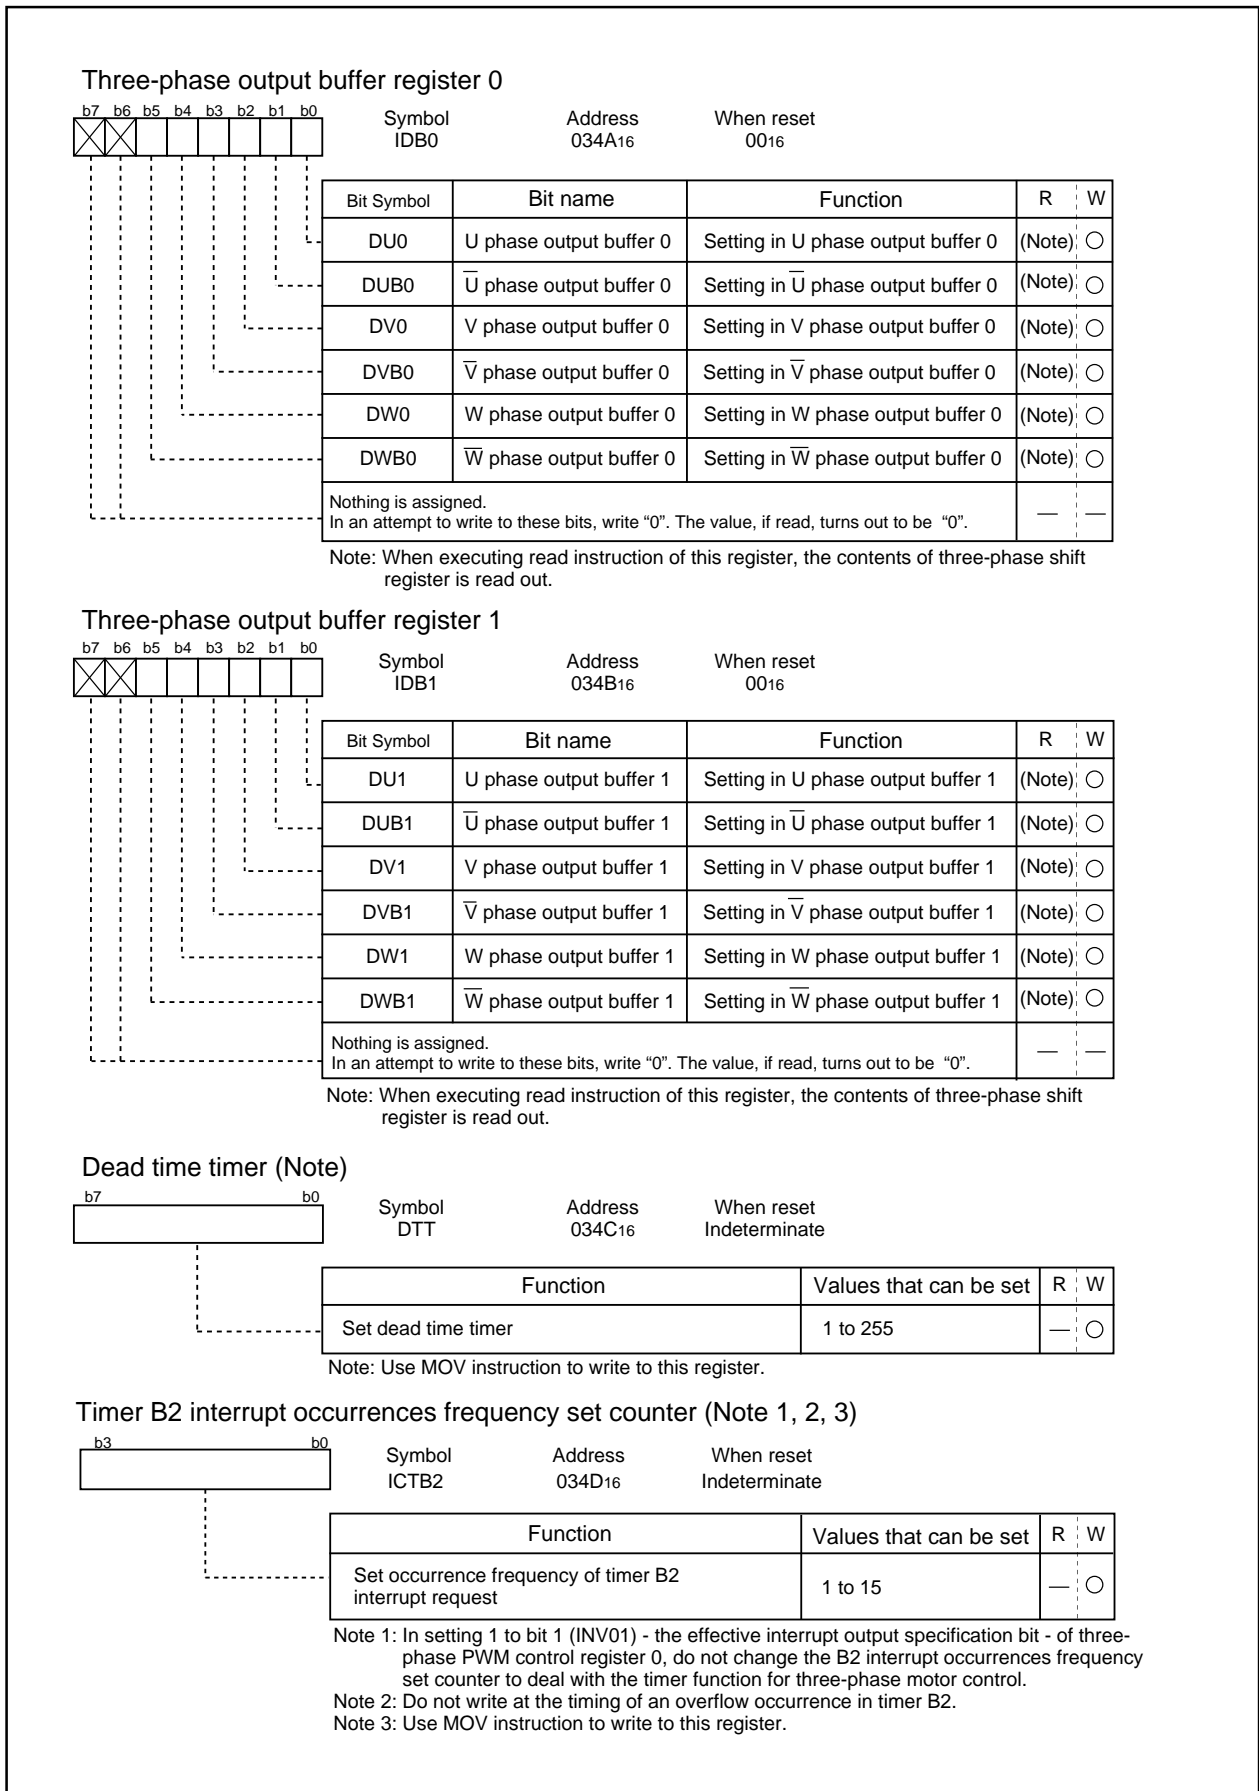 Three-phase output buffer register 0
b7 b6 b5 b4 b3 b2 b1 b0
Symbol Address When reset
IDB0 034A16 0016
Bit Symbol Bit name Function R W
DU0 U phase output buffer 0 Setting in U phase output buffer 0 (Note) ○
DUB0 U̅ phase output buffer 0 Setting in U̅ phase output buffer 0 (Note) ○
DV0 V phase output buffer 0 Setting in V phase output buffer 0 (Note) ○
DVB0 V̅ phase output buffer 0 Setting in V̅ phase output buffer 0 (Note) ○
DW0 W phase output buffer 0 Setting in W phase output buffer 0 (Note) ○
DWB0 W̅ phase output buffer 0 Setting in W̅ phase output buffer 0 (Note) ○
Nothing is assigned.
In an attempt to write to these bits, write “0”. The value, if read, turns out to be “0”. — —
Note: When executing read instruction of this register, the contents of three-phase shift
register is read out.
Three-phase output buffer register 1
b7 b6 b5 b4 b3 b2 b1 b0
Symbol Address When reset
IDB1 034B16 0016
Bit Symbol Bit name Function R W
DU1 U phase output buffer 1 Setting in U phase output buffer 1 (Note) ○
DUB1 U̅ phase output buffer 1 Setting in U̅ phase output buffer 1 (Note) ○
DV1 V phase output buffer 1 Setting in V phase output buffer 1 (Note) ○
DVB1 V̅ phase output buffer 1 Setting in V̅ phase output buffer 1 (Note) ○
DW1 W phase output buffer 1 Setting in W phase output buffer 1 (Note) ○
DWB1 W̅ phase output buffer 1 Setting in W̅ phase output buffer 1 (Note) ○
Nothing is assigned.
In an attempt to write to these bits, write “0”. The value, if read, turns out to be “0”. — —
Note: When executing read instruction of this register, the contents of three-phase shift
register is read out.
Dead time timer (Note)
b7 b0
Symbol Address When reset
DTT 034C16 Indeterminate
Function Values that can be set R W
Set dead time timer 1 to 255 — ○
Note: Use MOV instruction to write to this register.
Timer B2 interrupt occurrences frequency set counter (Note 1, 2, 3)
b3 b0
Symbol Address When reset
ICTB2 034D16 Indeterminate
Function Values that can be set R W
Set occurrence frequency of timer B2
interrupt request 1 to 15 — ○
Note 1: In setting 1 to bit 1 (INV01) - the effective interrupt output specification bit - of three-
phase PWM control register 0, do not change the B2 interrupt occurrences frequency
set counter to deal with the timer function for three-phase motor control.
Note 2: Do not write at the timing of an overflow occurrence in timer B2.
Note 3: Use MOV instruction to write to this register.